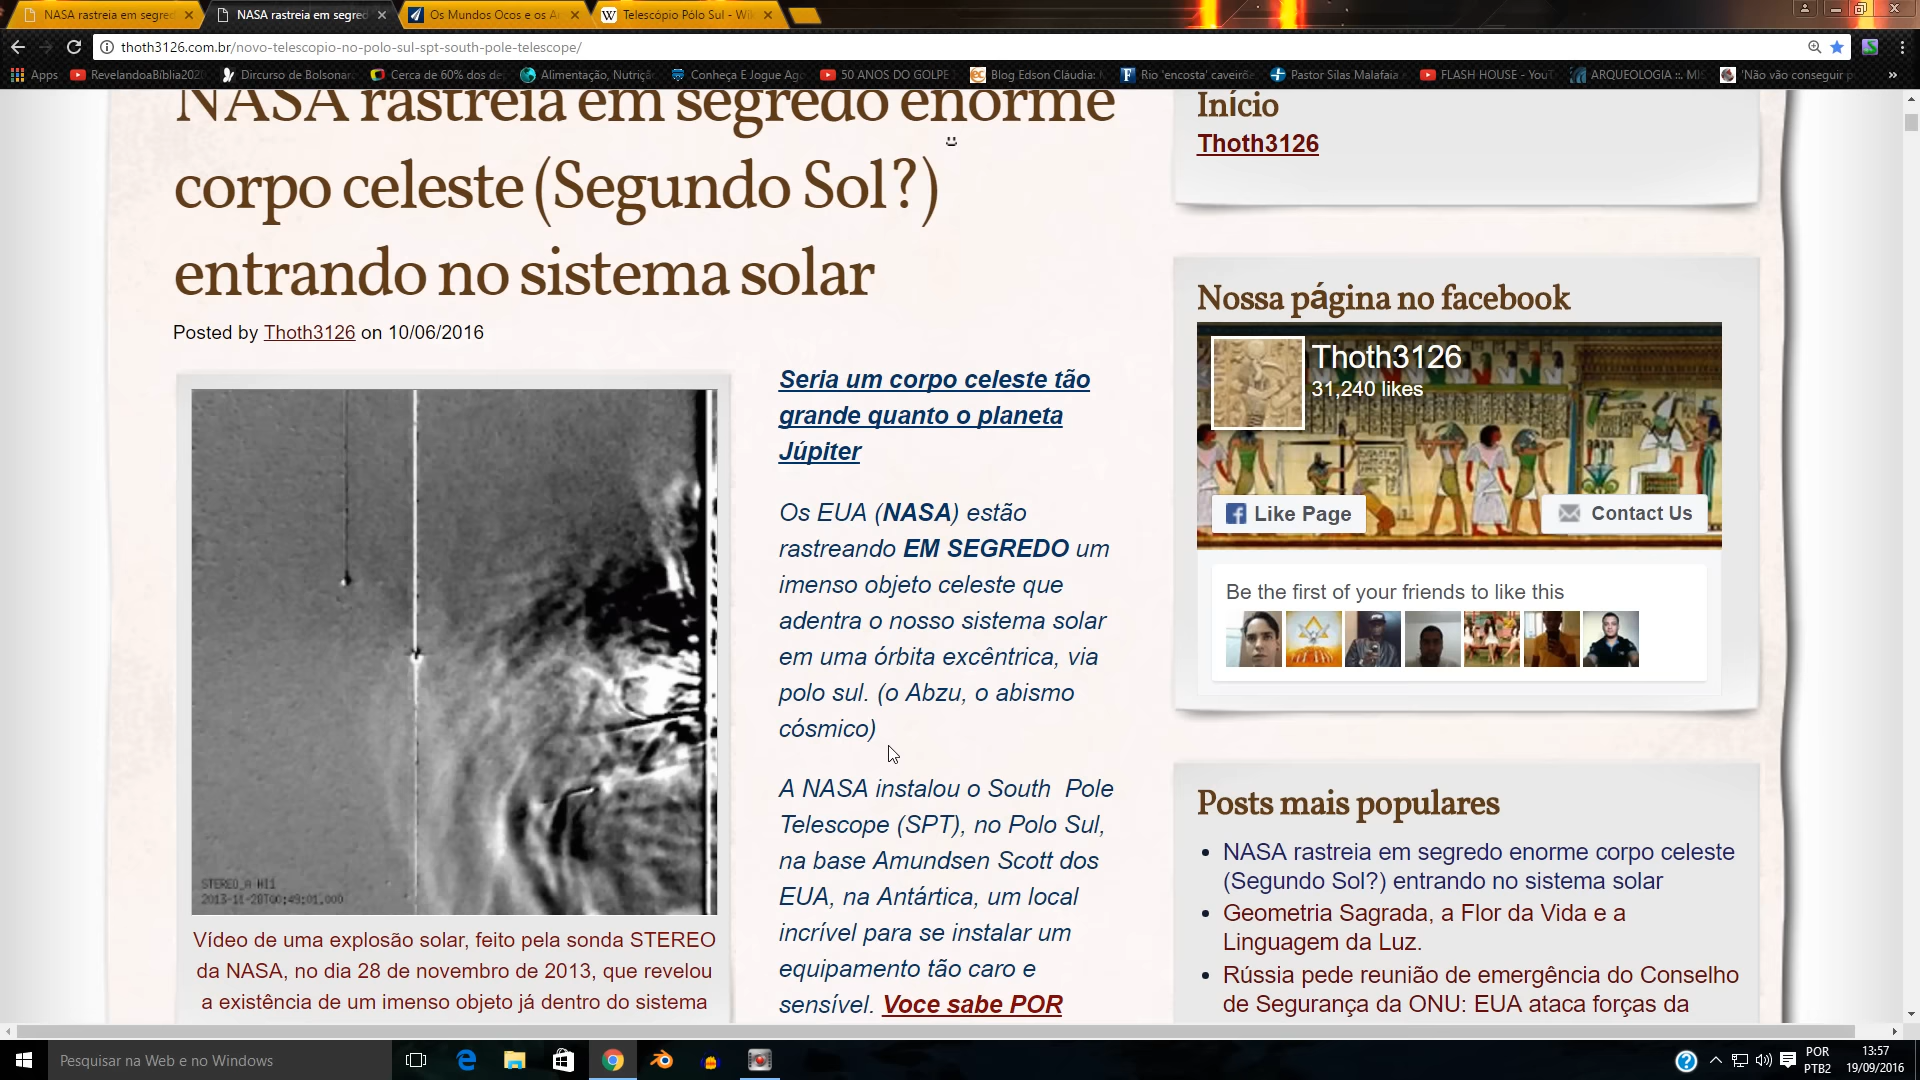 NASA rastreia em segred
NASA rastreia em segred
Os Mundos Ocos e os A
Telescópio Pólo Sul - Wi
thoth3126.com.br/novo-telescopio-no-polo-sul-spt-south-pole-telescope/
Apps
RevelandoaBíblia202
Dircurso de Bolsonar
Cerca de 60% dos de
Alimentação, Nutriçã
Conheça E Jogue Ago
50 ANOS DO GOLPE
Blog Edson Cláudia:
Rio 'encosta' caveirõe
Pastor Silas Malafaia
FLASH HOUSE - YouT
ARQUEOLOGIA ::. MI
'Não vão conseguir p
NASA rastreia em segredo enorme
corpo celeste (Segundo Sol?)
entrando no sistema solar
Posted by Thoth3126 on 10/06/2016
STEREO_A HI1
2013-11-28T00:49:01.000
Vídeo de uma explosão solar, feito pela sonda STEREO
da NASA, no dia 28 de novembro de 2013, que revelou
a existência de um imenso objeto já dentro do sistema
Seria um corpo celeste tão
grande quanto o planeta
Júpiter
Os EUA (NASA) estão
rastreando EM SEGREDO um
imenso objeto celeste que
adentra o nosso sistema solar
em uma órbita excêntrica, via
polo sul. (o Abzu, o abismo
cósmico)
A NASA instalou o South Pole
Telescope (SPT), no Polo Sul,
na base Amundsen Scott dos
EUA, na Antártica, um local
incrível para se instalar um
equipamento tão caro e
sensível. Voce sabe POR
Início
Thoth3126
Nossa página no facebook
Thoth3126
31,240 likes
Like Page
Contact Us
Be the first of your friends to like this
Posts mais populares
NASA rastreia em segredo enorme corpo celeste
(Segundo Sol?) entrando no sistema solar
Geometria Sagrada, a Flor da Vida e a
Linguagem da Luz.
Rússia pede reunião de emergência do Conselho
de Segurança da ONU: EUA ataca forças da
Pesquisar na Web e no Windows
POR
PTB2
13:57
19/09/2016